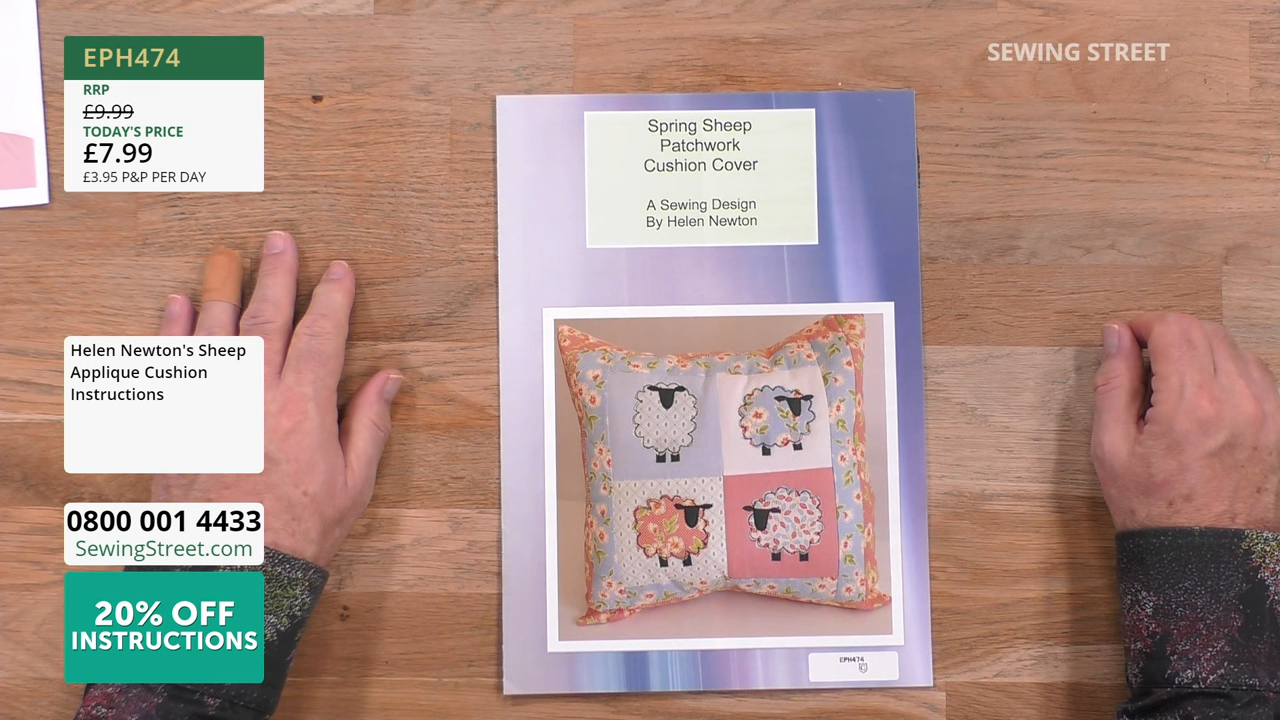 EPH474
RRP
£9.99
TODAY'S PRICE
£7.99
£3.95 P&P PER DAY
SEWING STREET
Spring Sheep
Patchwork
Cushion Cover
A Sewing Design
By Helen Newton
Helen Newton's Sheep
Applique Cushion
Instructions
0800 001 4433
SewingStreet.com
20% OFF
INSTRUCTIONS
EPH474